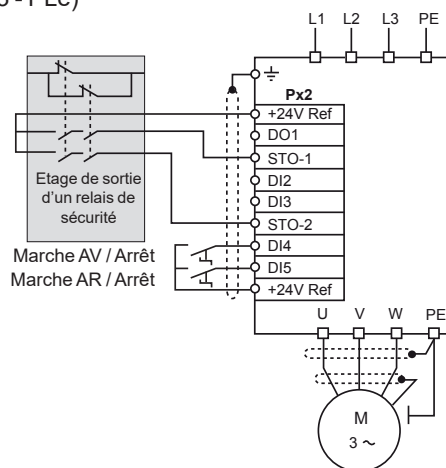 L1 L2 L3 PE
Px2
+24V Ref
DO1
STO-1
DI2
DI3
STO-2
DI4
DI5
+24V Ref
Etage de sortie
d'un relais de
sécurité
Marche AV / Arrêt
Marche AR / Arrêt
U V W PE
M
3 ~